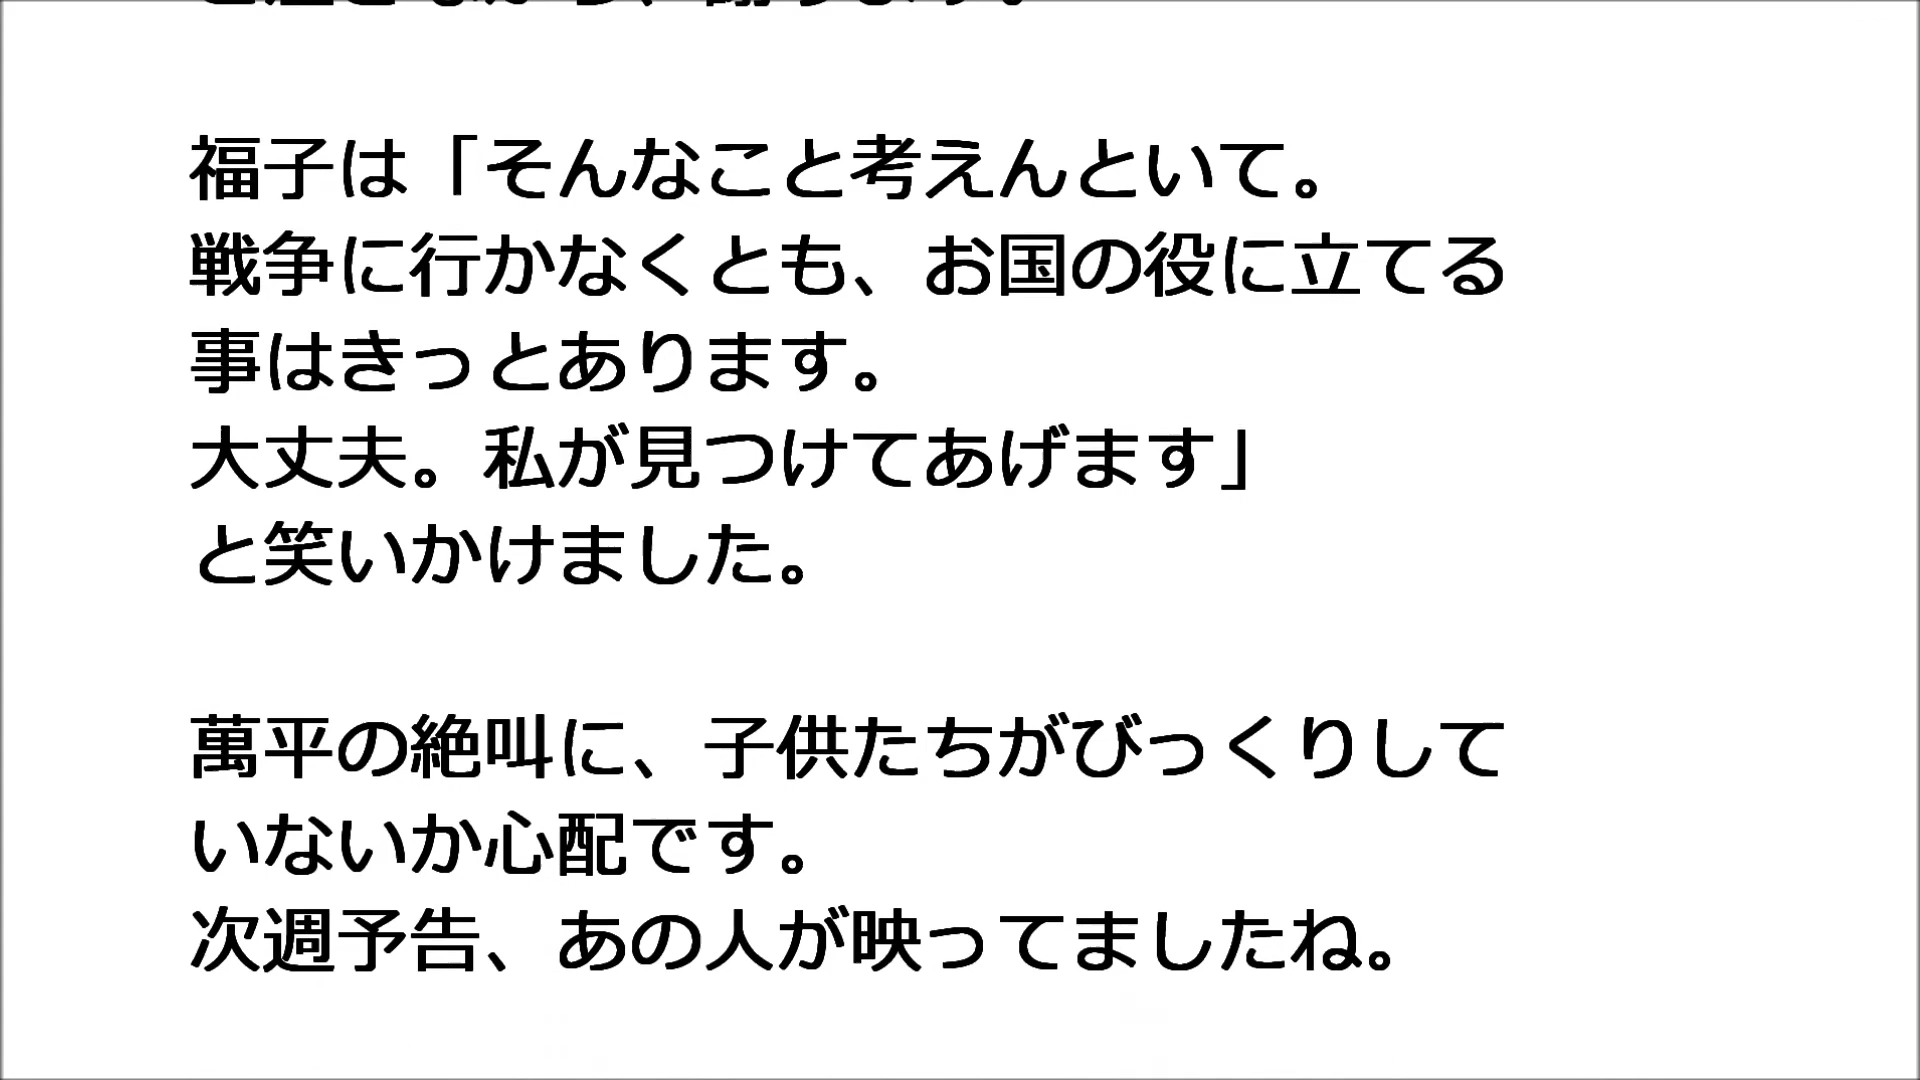 福子は「そんなこと考えんといて。
戦争に行かなくとも、お国の役に立てる
事はきっとあります。
大丈夫。私が見つけてあげます」
と笑いかけました。
萬平の絶叫に、子供たちがびっくりして
いないか心配です。
次週予告、あの人が映ってましたね。